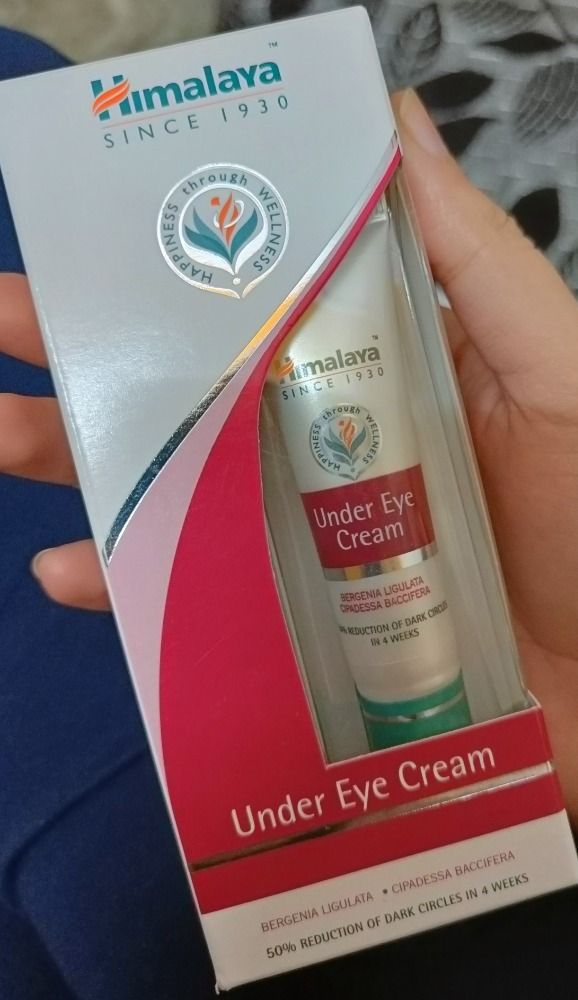 Himalaya™
SINCE 1930
HAPPINESS through WELLNESS
Himalaya™
SINCE 1930
HAPPINESS through WELLNESS
Under Eye
Cream
BERGENIA LIGULATA
CIPADESSA BACCIFERA
REDUCTION OF DARK CIRCLES
IN 4 WEEKS
Under Eye Cream
BERGENIA LIGULATA • CIPADESSA BACCIFERA
50% REDUCTION OF DARK CIRCLES IN 4 WEEKS